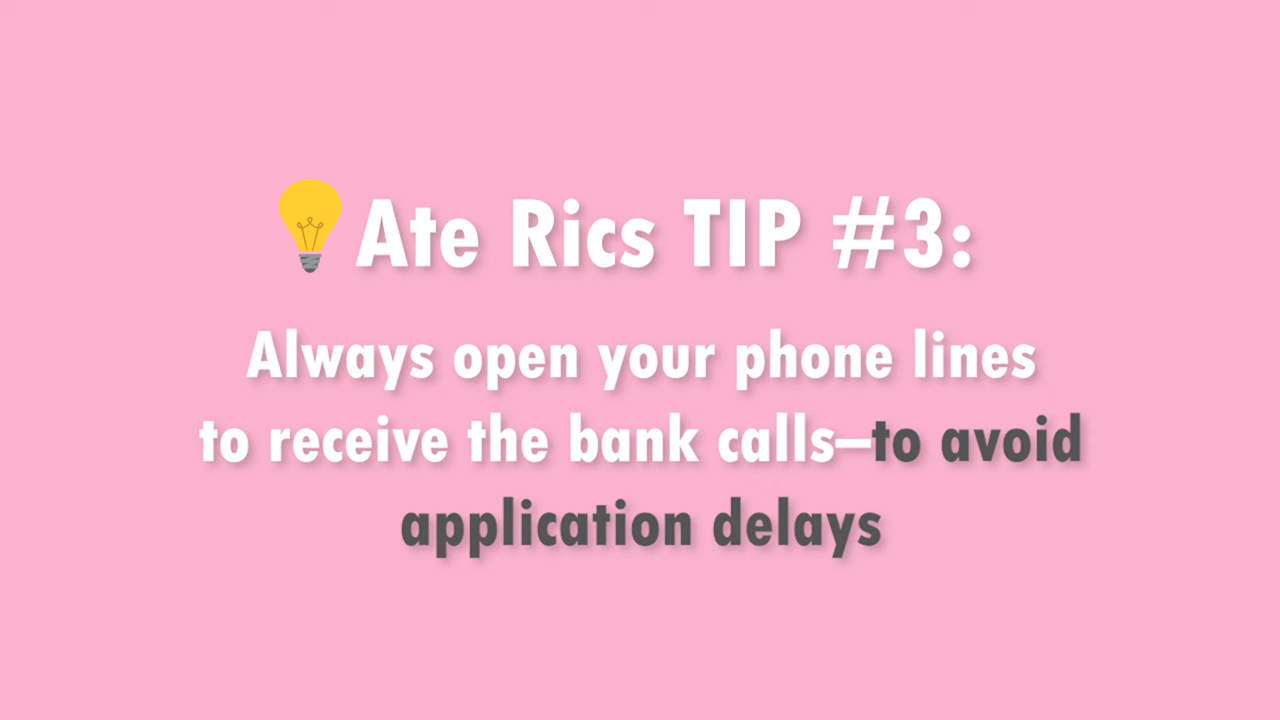 Ate Rics TIP #3:
Always open your phone lines
to receive the bank calls–to avoid
application delays